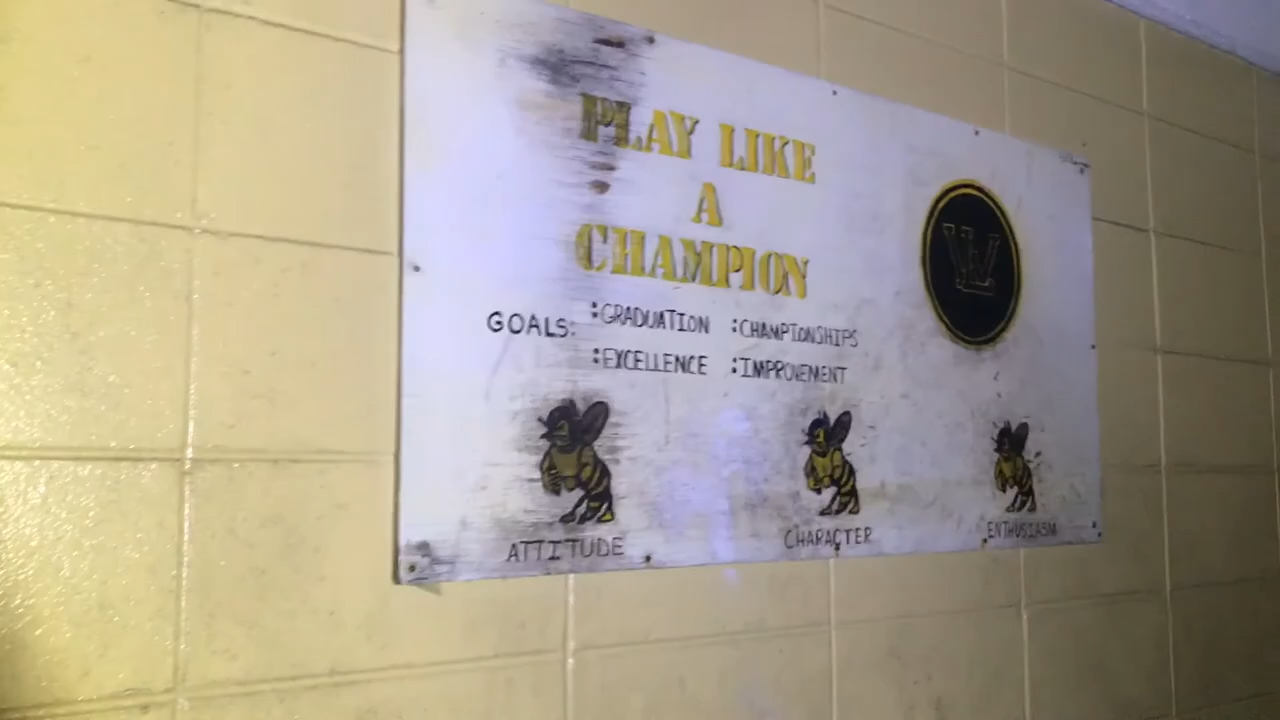 PLAY LIKE
A
CHAMPION
GOALS: :GRADUATION :CHAMPIONSHIPS
:EXCELLENCE :IMPROVEMENT
ATTITUDE CHARACTER ENTHUSIASM